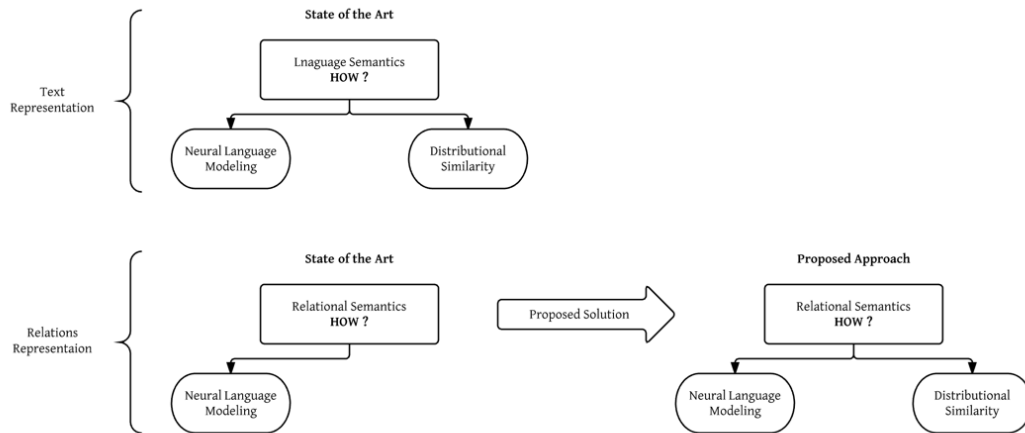 State of the Art
Lnaguage Semantics
HOW ?
Text
Representation
Neural Language
Modeling
Distributional
Similarity
State of the Art
Proposed Approach
Relational Semantics
HOW ?
Proposed Solution
Relational Semantics
HOW ?
Relations
Representaion
Neural Language
Modeling
Neural Language
Modeling
Distributional
Similarity